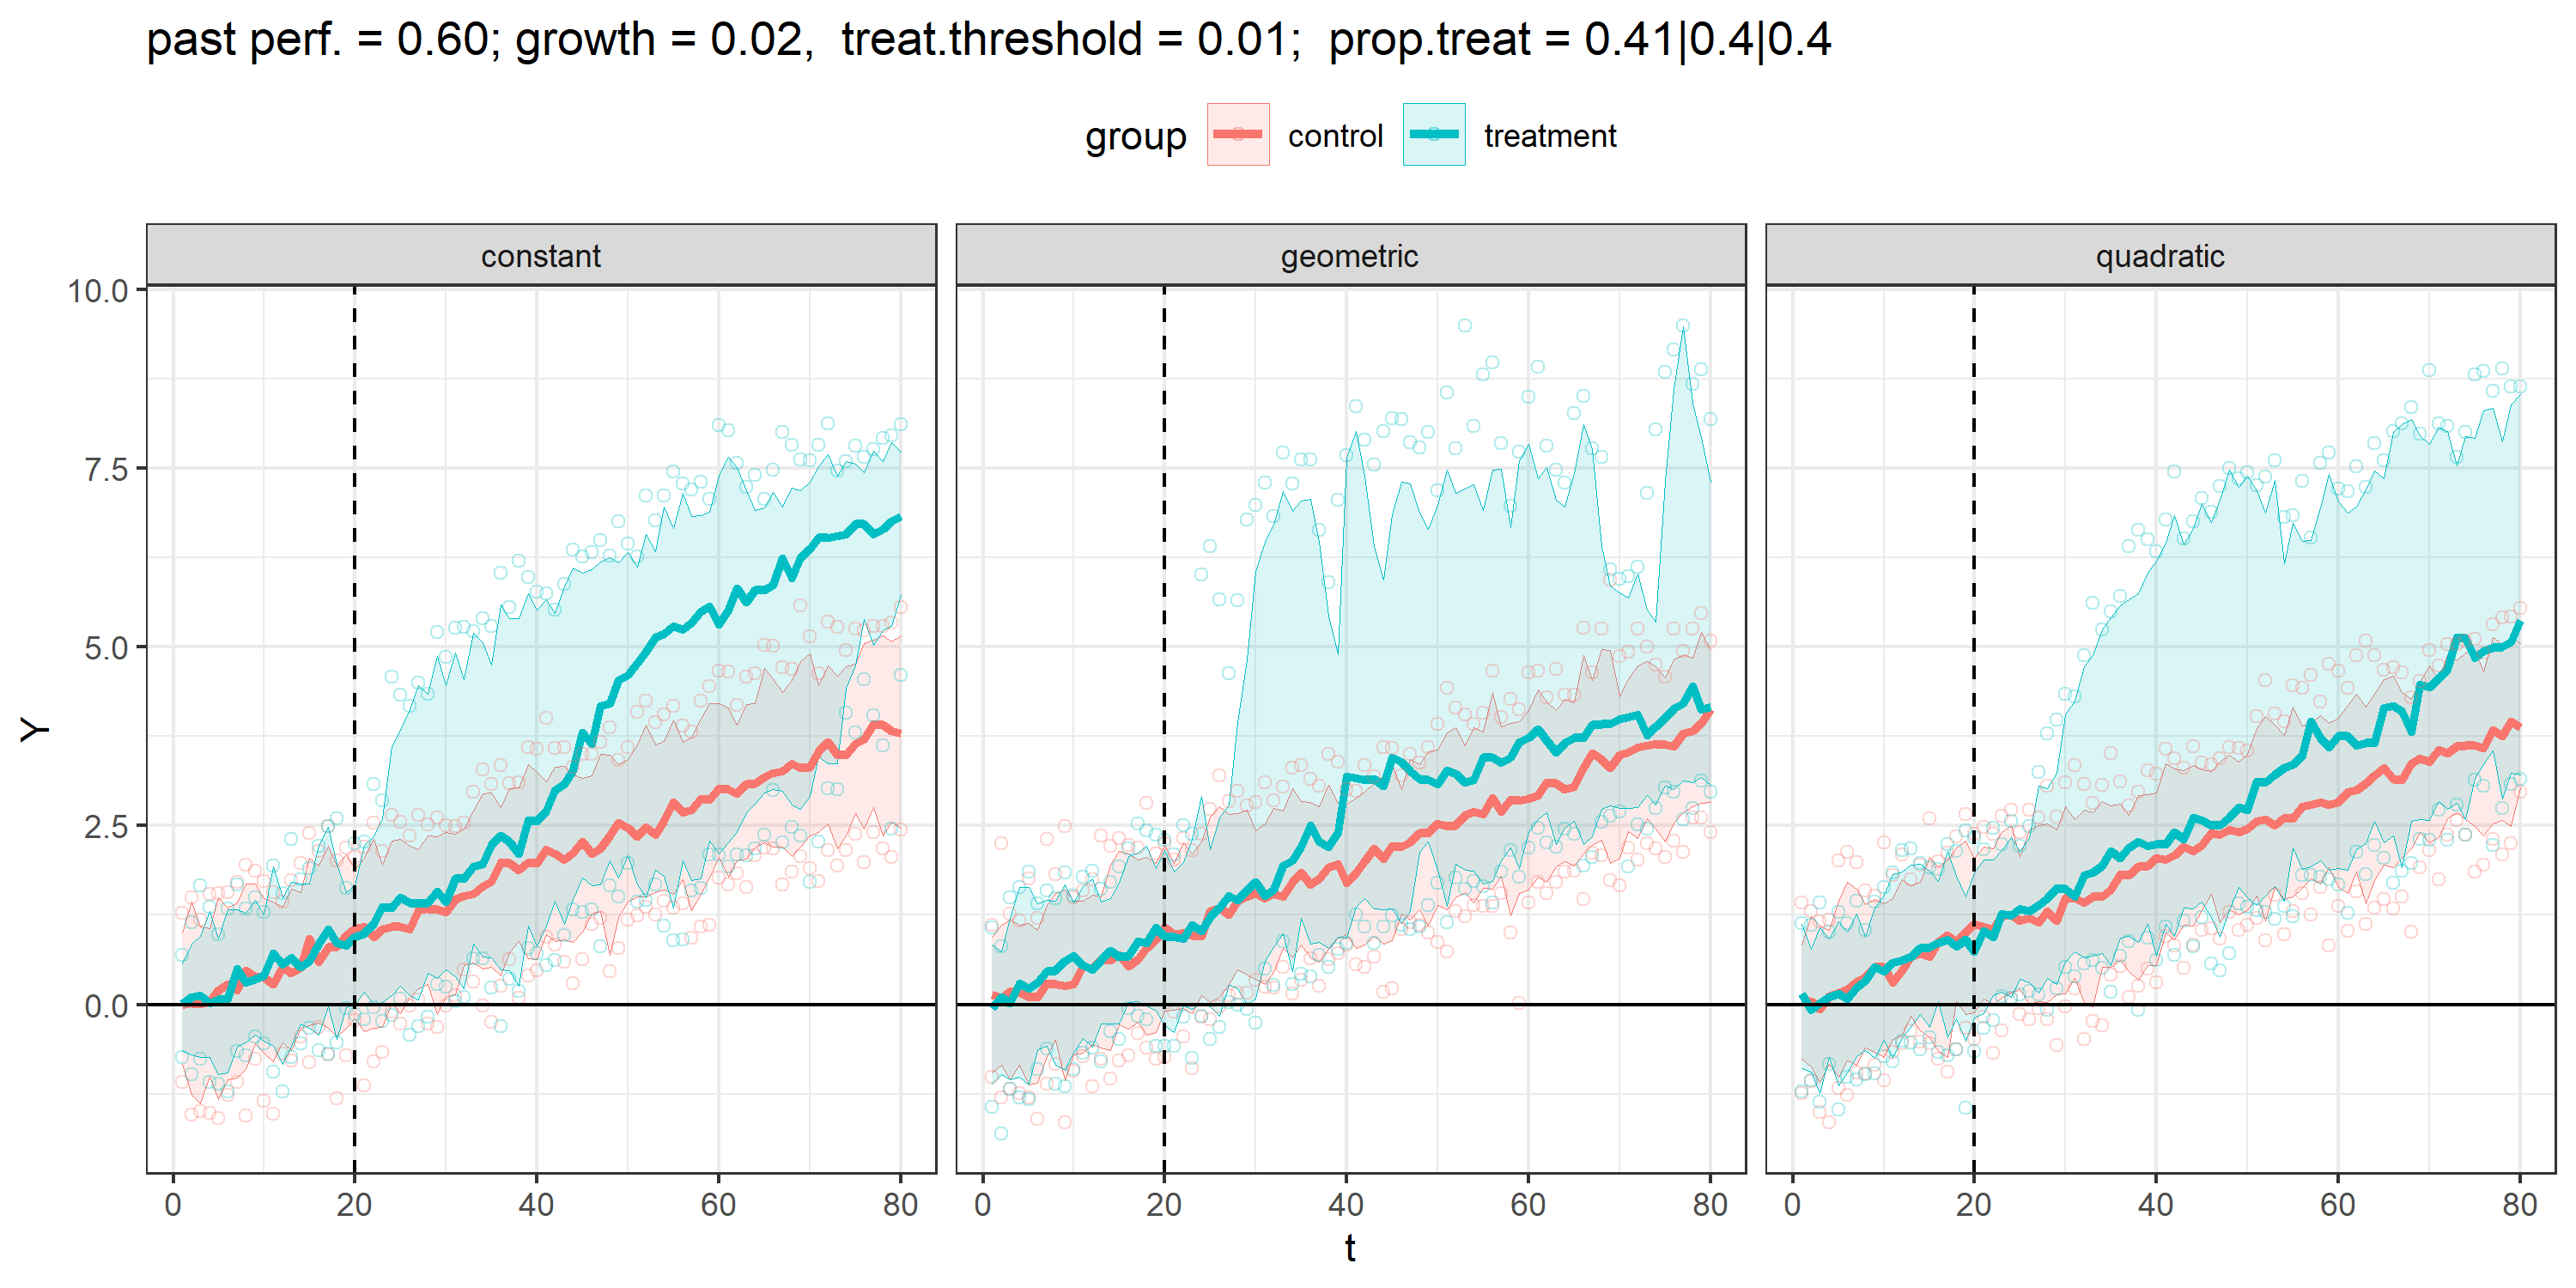 past perf. = 0.60; growth = 0.02,  treat.threshold = 0.01;  prop.treat = 0.41|0.4|0.4
group control treatment
constant geometric quadratic
10.0
7.5
5.0
2.5
0.0
Y
0 20 40 60 80 0 20 40 60 80 0 20 40 60 80
t